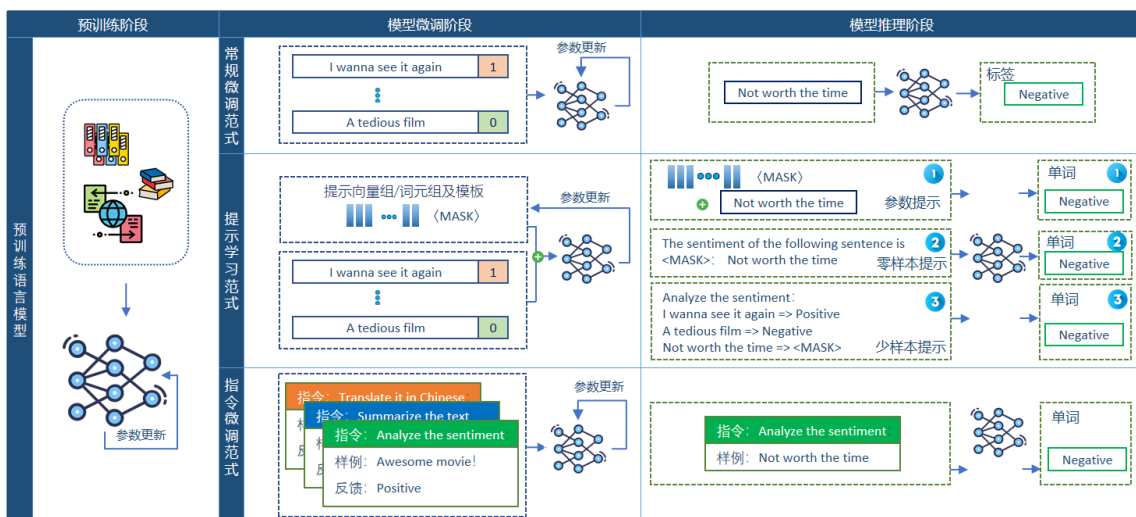 预训练阶段
模型微调阶段
模型推理阶段
预训练语言模型
参数更新
常规微调范式
I wanna see it again
1
A tedious film
0
参数更新
Not worth the time
标签
Negative
提示学习范式
提示向量组/词元组及模板
〈MASK〉
参数更新
I wanna see it again
1
A tedious film
0
〈MASK〉
1
Not worth the time
参数提示
单词
1
Negative
The sentiment of the following sentence is
2
<MASK>： Not worth the time
零样本提示
单词
2
Negative
Analyze the sentiment：
3
I wanna see it again => Positive
A tedious film => Negative
Not worth the time => <MASK>
少样本提示
单词
3
Negative
指令微调范式
指令：Translate it in Chinese
指令：Summarize the text
指令：Analyze the sentiment
样例：Awesome movie！
反馈：Positive
参数更新
指令：Analyze the sentiment
样例：Not worth the time
单词
Negative